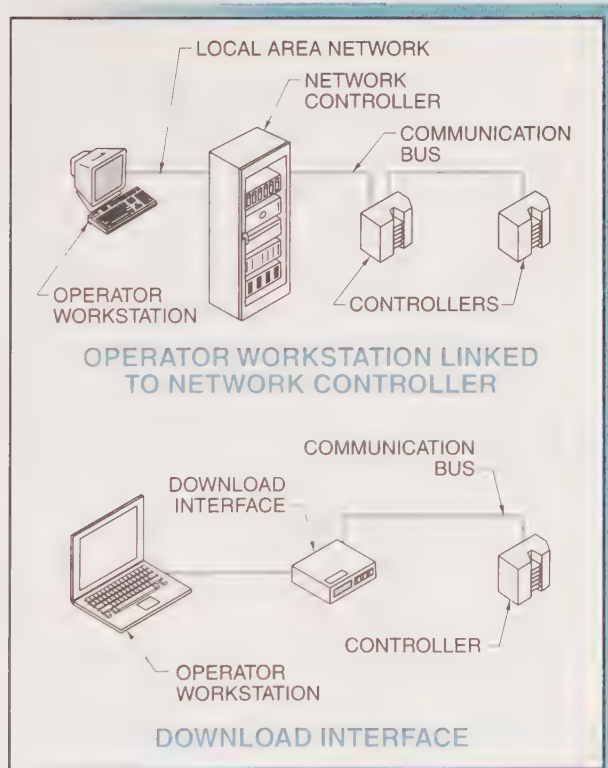 LOCAL AREA NETWORK
NETWORK
CONTROLLER
COMMUNICATION
BUS
OPERATOR
WORKSTATION
CONTROLLERS
OPERATOR WORKSTATION LINKED
TO NETWORK CONTROLLER
COMMUNICATION
BUS
DOWNLOAD
INTERFACE
CONTROLLER
OPERATOR
WORKSTATION
DOWNLOAD INTERFACE